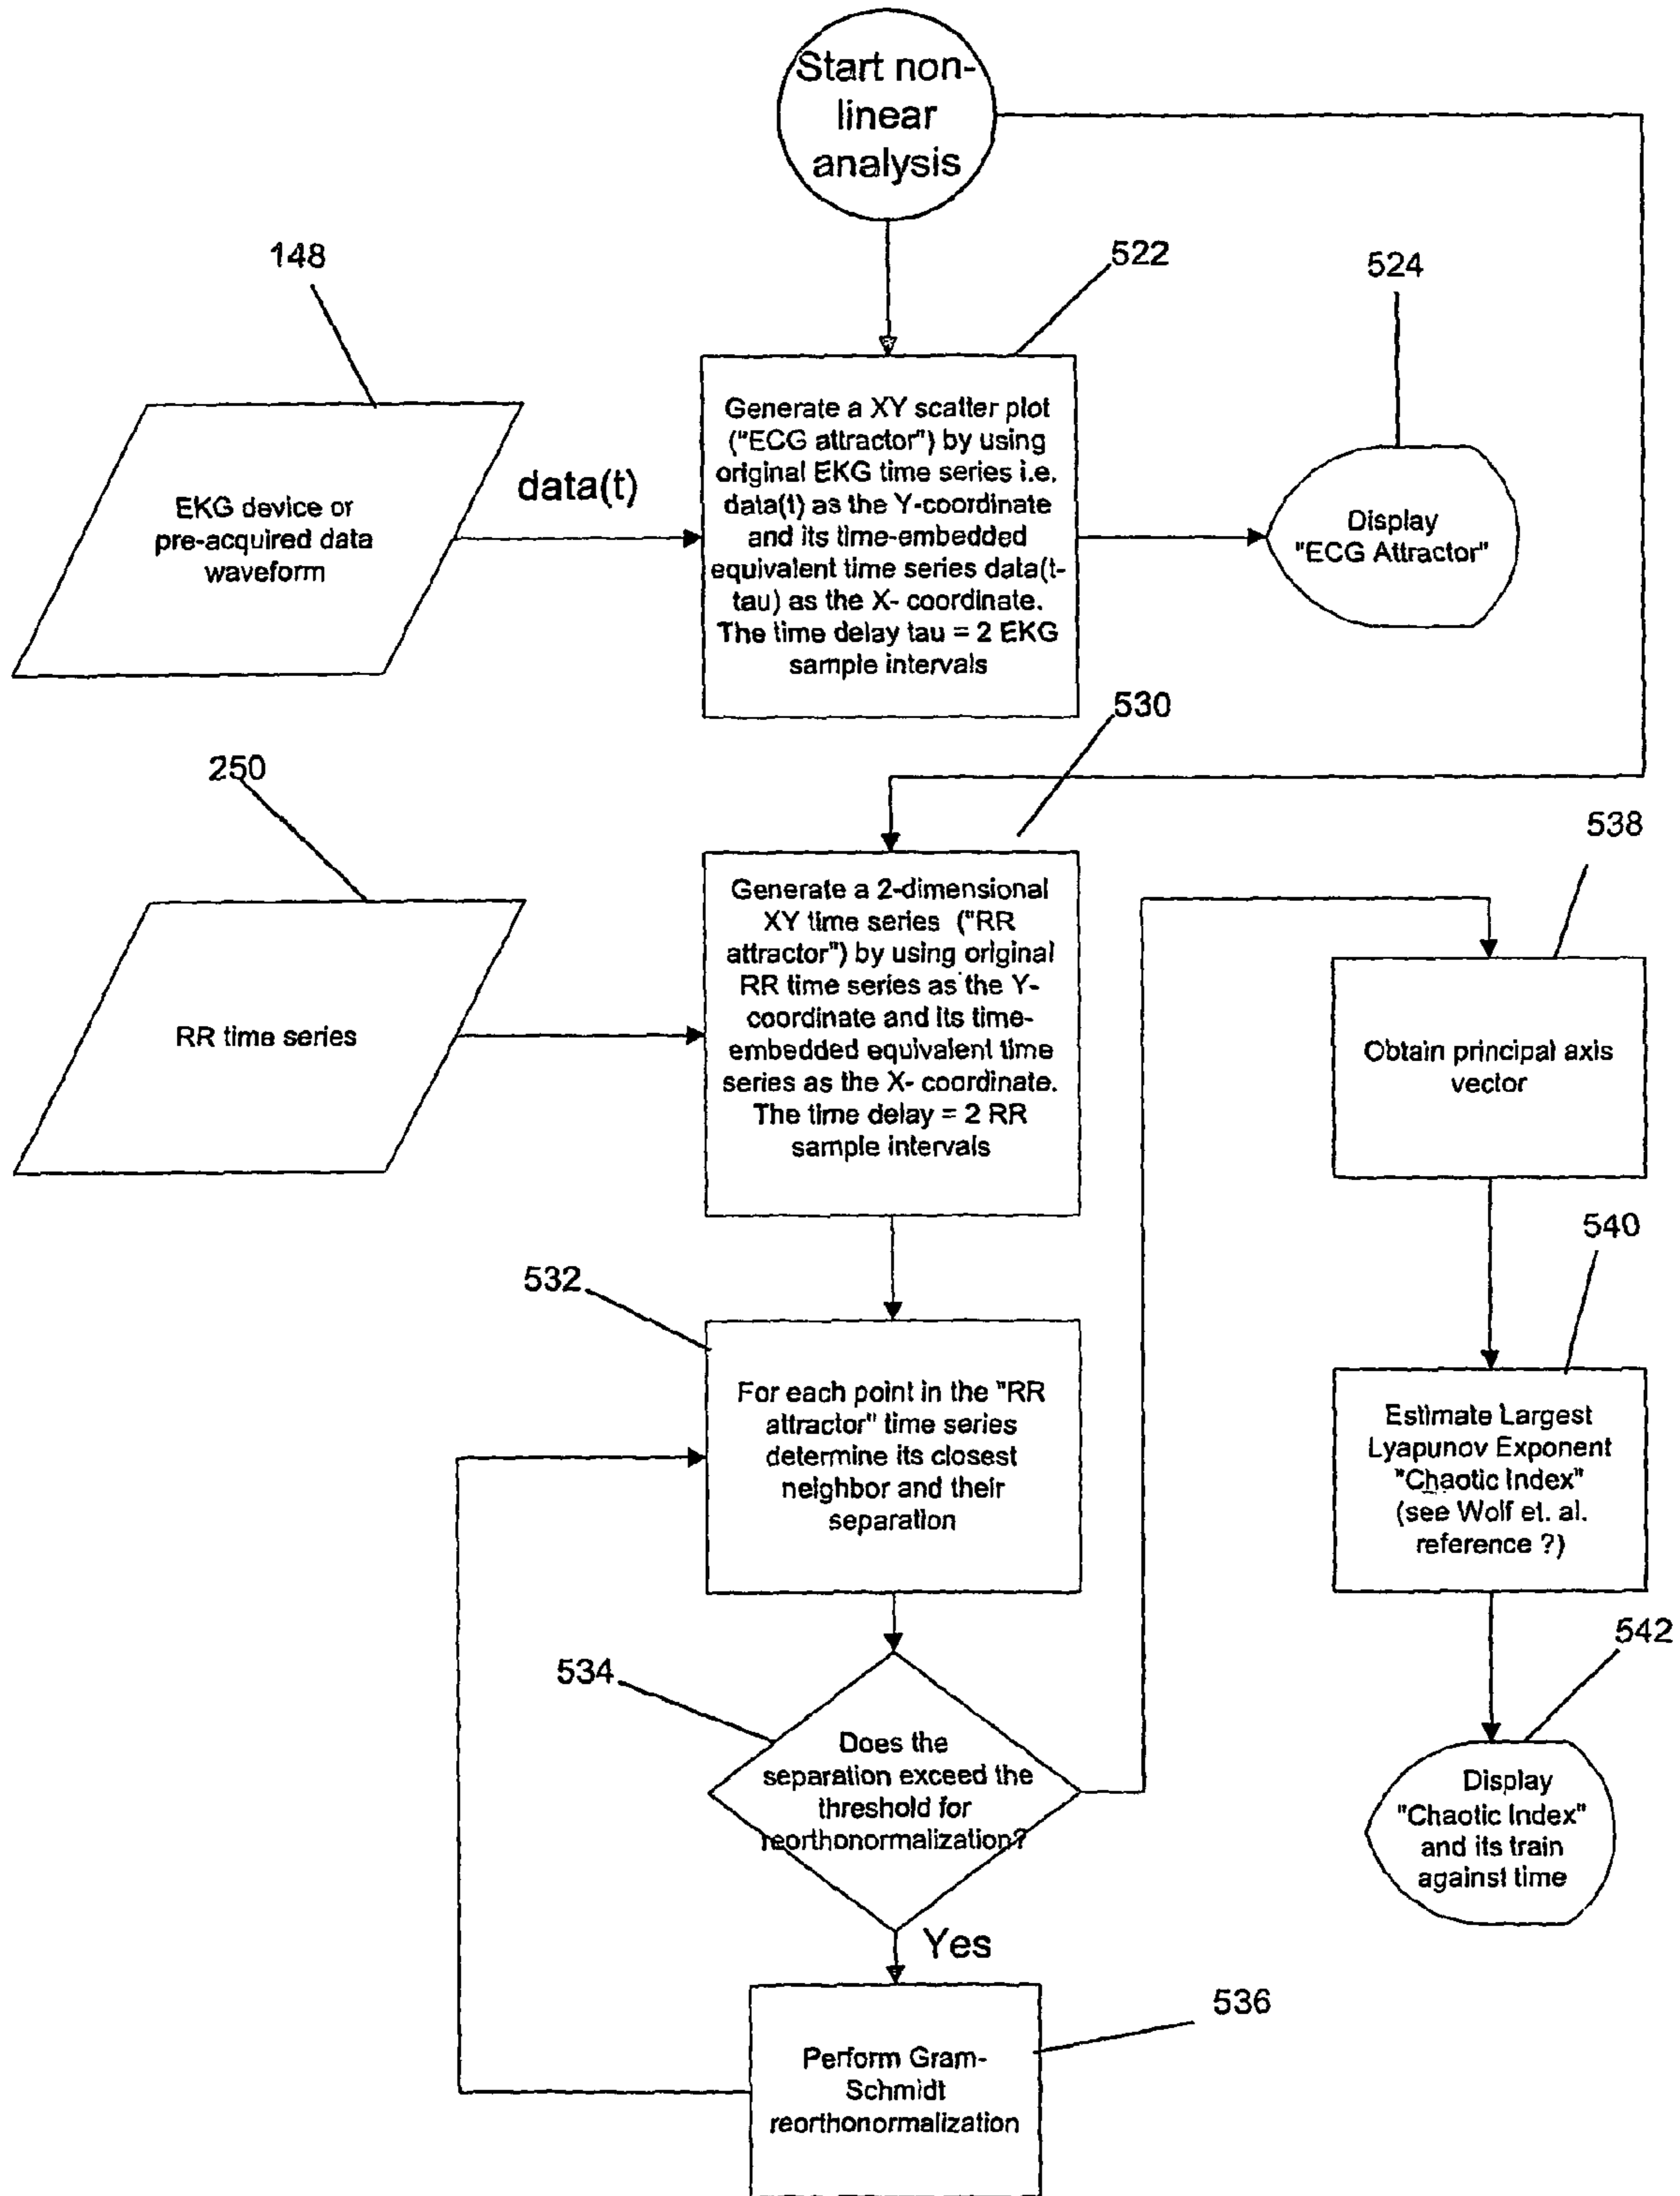 Start non-
linear
analysis
148
522
524
Generate a XY scatter plot
("ECG attractor") by using
original EKG time series i.e.
data(t) as the Y-coordinate
and its time-embedded
equivalent time series data(t-
tau) as the X- coordinate.
The time delay tau = 2 EKG
sample intervals
EKG device or
pre-acquired data
waveform
data(t)
Display
"ECG Attractor"
530
250
538
Generate a 2-dimensional
XY time series ("RR
attractor") by using original
RR time series as the Y-
coordinate and its time-
embedded equivalent time
series as the X- coordinate.
The time delay = 2 RR
sample intervals
RR time series
Obtain principal axis
vector
540
532
For each point in the "RR
attractor" time series
determine its closest
neighbor and their
separation
Estimate Largest
Lyapunov Exponent
"Chaotic Index"
(see Wolf et. al.
reference ?)
542
534
Does the
separation exceed the
threshold for
reorthonormalization?
Display
"Chaotic Index"
and its train
against time
Yes
536
Perform Gram-
Schmidt
reorthonormalization